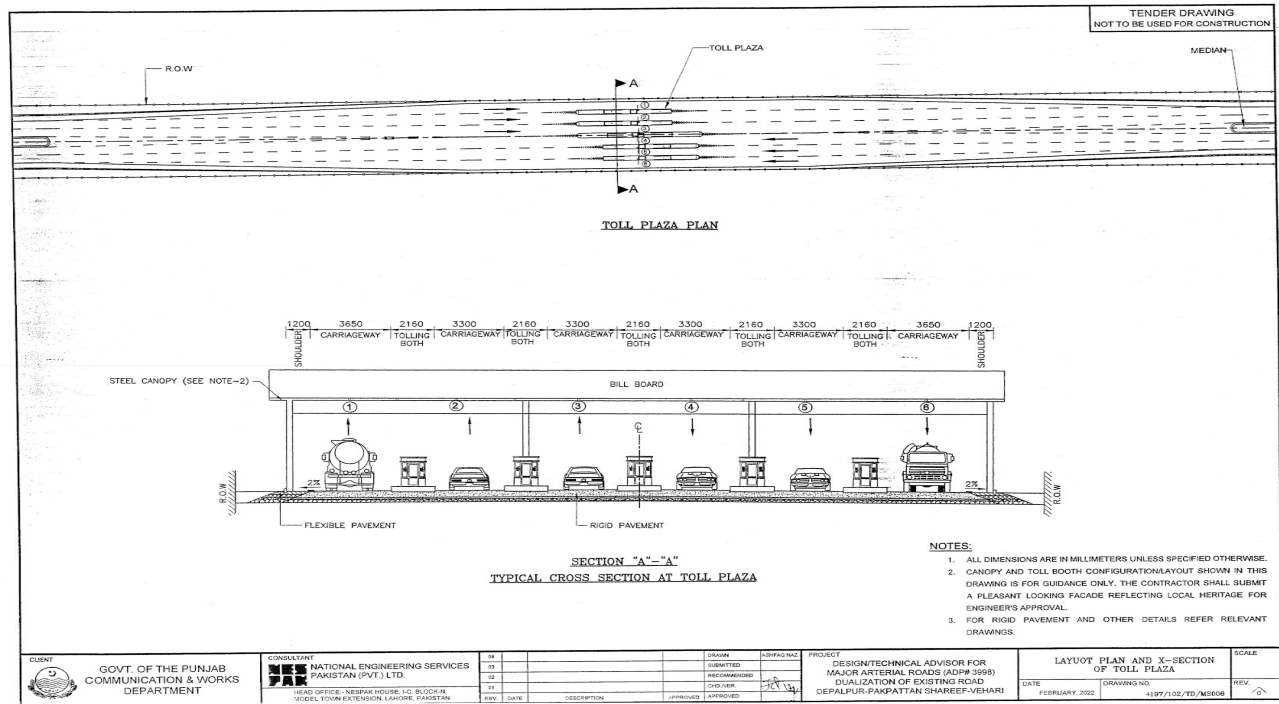 TENDER DRAWING
NOT TO BE USED FOR CONSTRUCTION
TOLL PLAZA
MEDIAN
R.O.W
A
1
2
3
4
5
6
A
TOLL PLAZA PLAN
1200 3650 2160 3300 2160 3300 2160 3300 2160 3300 2160 3650 1200
SHOULDER CARRIAGEWAY TOLLING BOTH CARRIAGEWAY TOLLING BOTH CARRIAGEWAY TOLLING BOTH CARRIAGEWAY TOLLING BOTH CARRIAGEWAY TOLLING BOTH CARRIAGEWAY SHOULDER
STEEL CANOPY (SEE NOTE-2)
BILL BOARD
1 2 3 4 5 6
CL
2% 2%
R.O.W R.O.W
FLEXIBLE PAVEMENT
RIGID PAVEMENT
SECTION "A"-"A"
TYPICAL CROSS SECTION AT TOLL PLAZA
NOTES:
1. ALL DIMENSIONS ARE IN MILLIMETERS UNLESS SPECIFIED OTHERWISE.
2. CANOPY AND TOLL BOOTH CONFIGURATION/LAYOUT SHOWN IN THIS
DRAWING IS FOR GUIDANCE ONLY. THE CONTRACTOR SHALL SUBMIT
A PLEASANT LOOKING FACADE REFLECTING LOCAL HERITAGE FOR
ENGINEER'S APPROVAL.
3. FOR RIGID PAVEMENT AND OTHER DETAILS REFER RELEVANT
DRAWINGS.
CLIENT
GOVT. OF THE PUNJAB
COMMUNICATION & WORKS
DEPARTMENT
CONSULTANT
NES
PAK
NATIONAL ENGINEERING SERVICES
PAKISTAN (PVT.) LTD.
HEAD OFFICE:- NESPAK HOUSE, I-C, BLOCK-N,
MODEL TOWN EXTENSION, LAHORE, PAKISTAN.
04
03
02
01
REV. DATE DESCRIPTION APPROVED
DRAWN ASHFAQ NAZ
SUBMITTED
RECOMMENDED
CHD./VER.
APPROVED
PROJECT
DESIGN/TECHNICAL ADVISOR FOR
MAJOR ARTERIAL ROADS (ADP# 3998)
DUALIZATION OF EXISTING ROAD
DEPALPUR-PAKPATTAN SHAREEF-VEHARI
LAYUOT PLAN AND X-SECTION
OF TOLL PLAZA
DATE
FEBRUARY, 2022
DRAWING NO.
4197/102/TD/MS006
SCALE
REV.
0